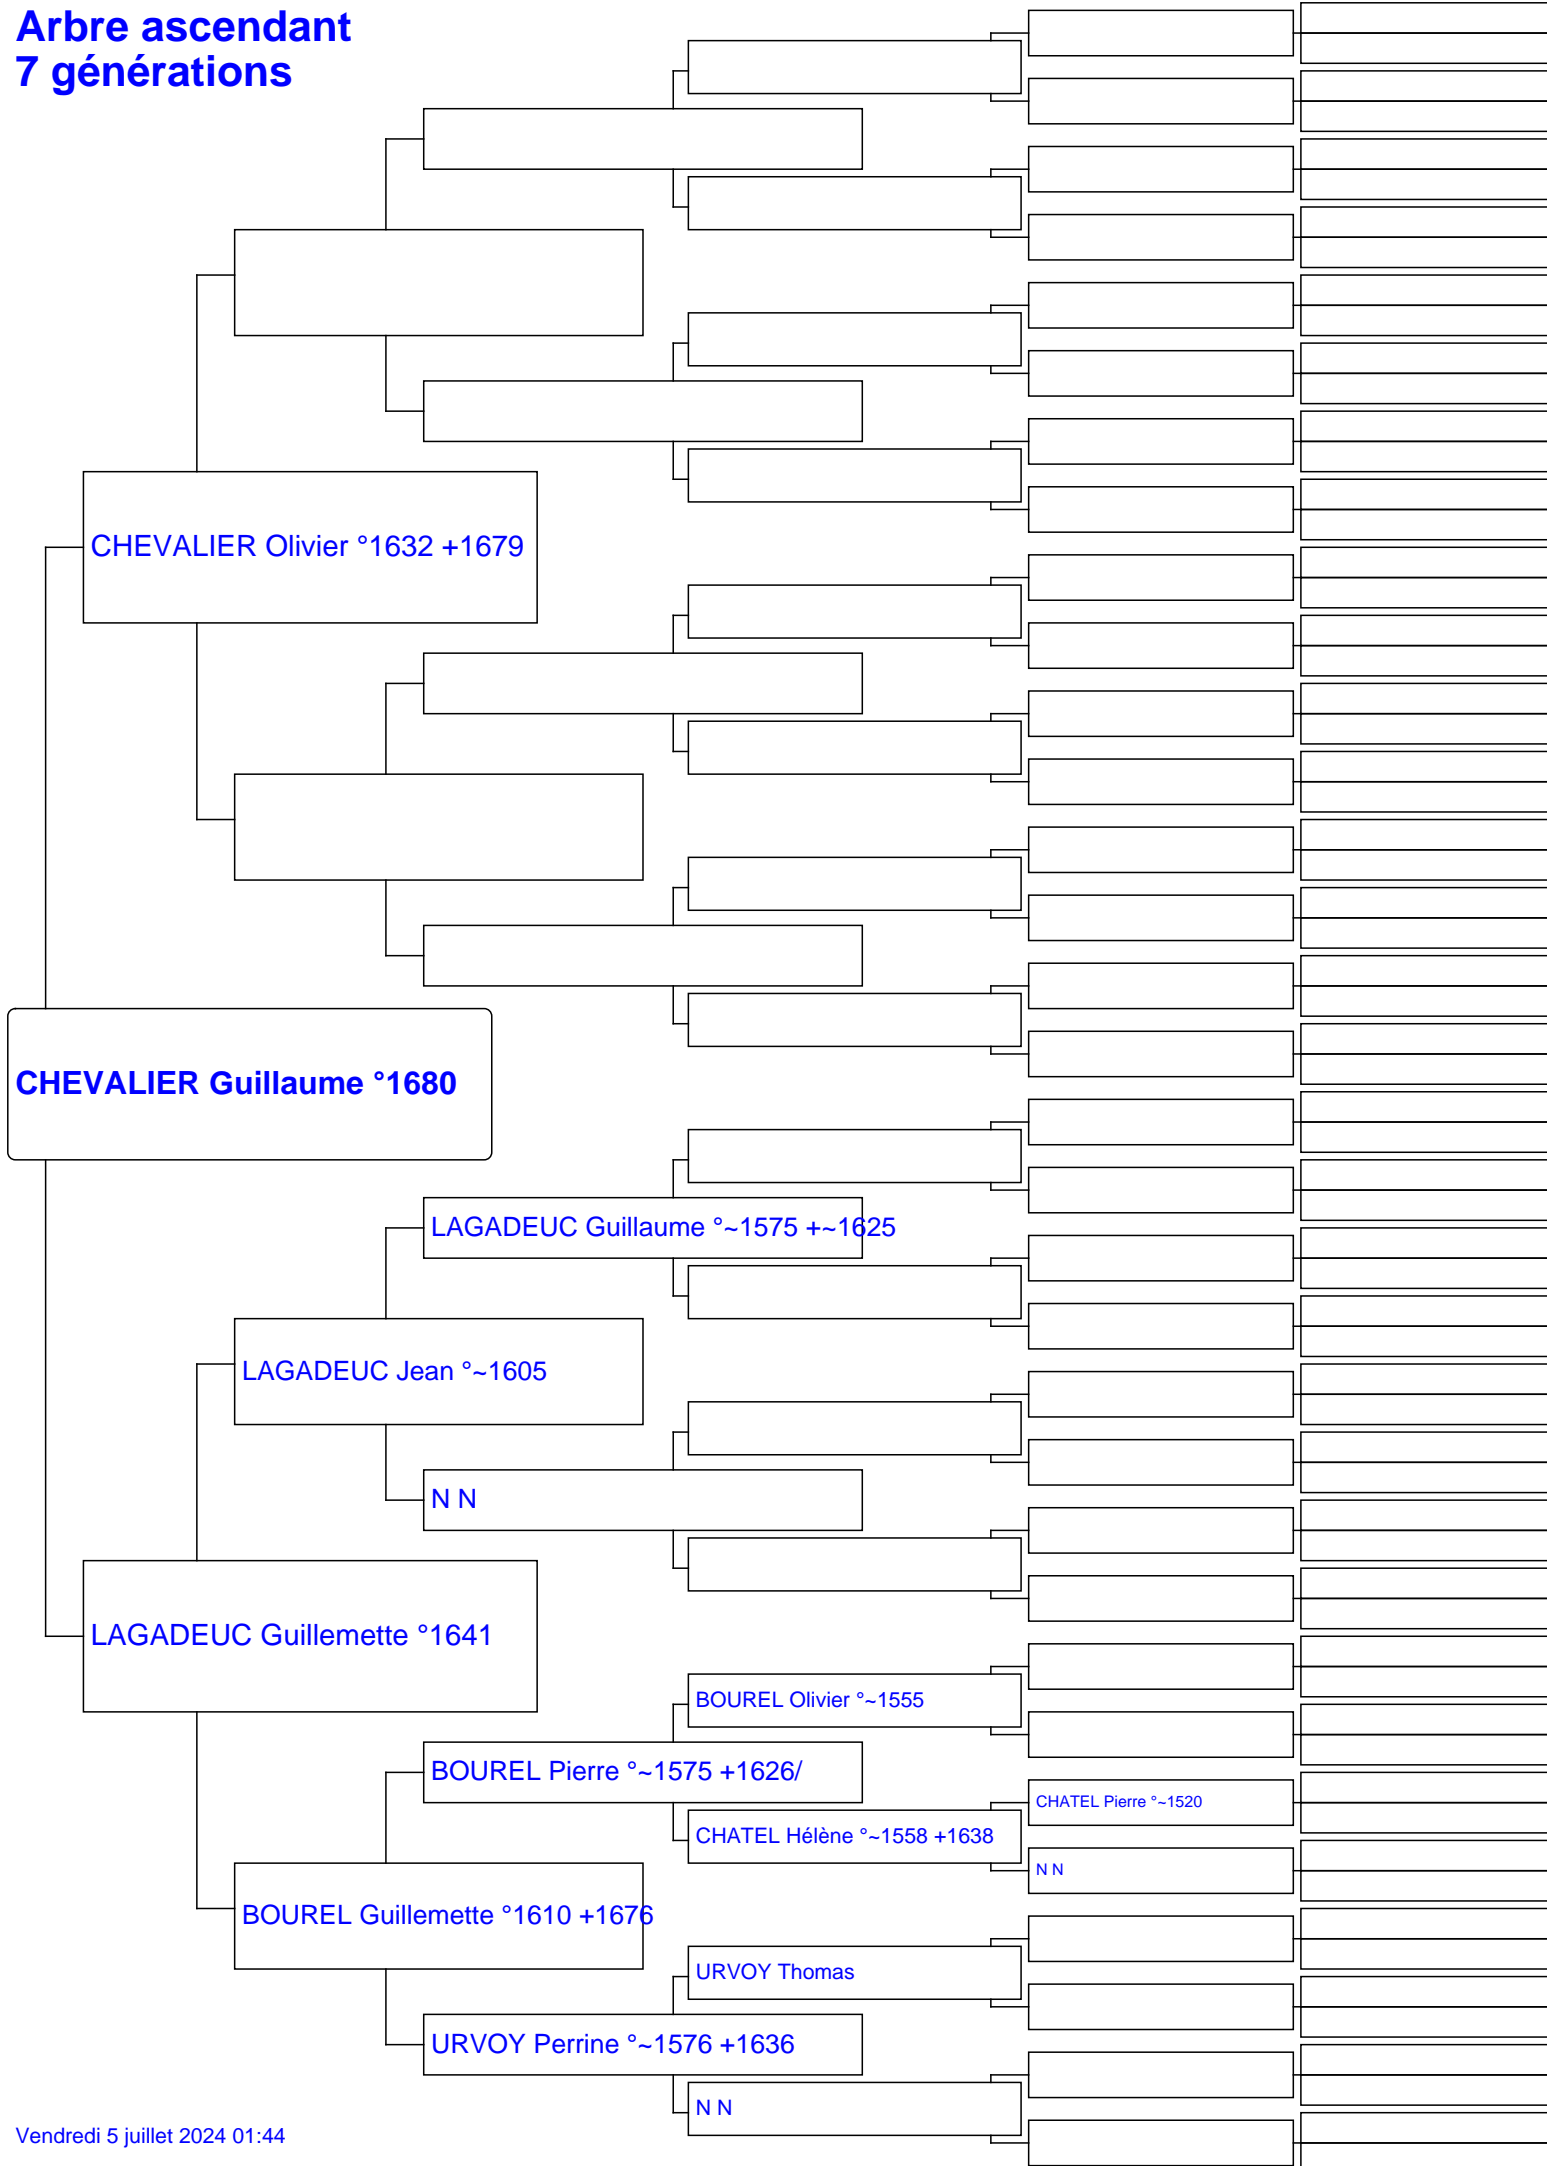 Arbre ascendant
7 générations
CHEVALIER Olivier °1632 +1679
CHEVALIER Guillaume °1680
LAGADEUC Guillaume °~1575 +~1625
LAGADEUC Jean °~1605
N N
LAGADEUC Guillemette °1641
BOUREL Olivier °~1555
BOUREL Pierre °~1575 +1626/
CHATEL Pierre °~1520
CHATEL Hélène °~1558 +1638
N N
BOUREL Guillemette °1610 +1676
URVOY Thomas
URVOY Perrine °~1576 +1636
N N
Vendredi 5 juillet 2024 01:44